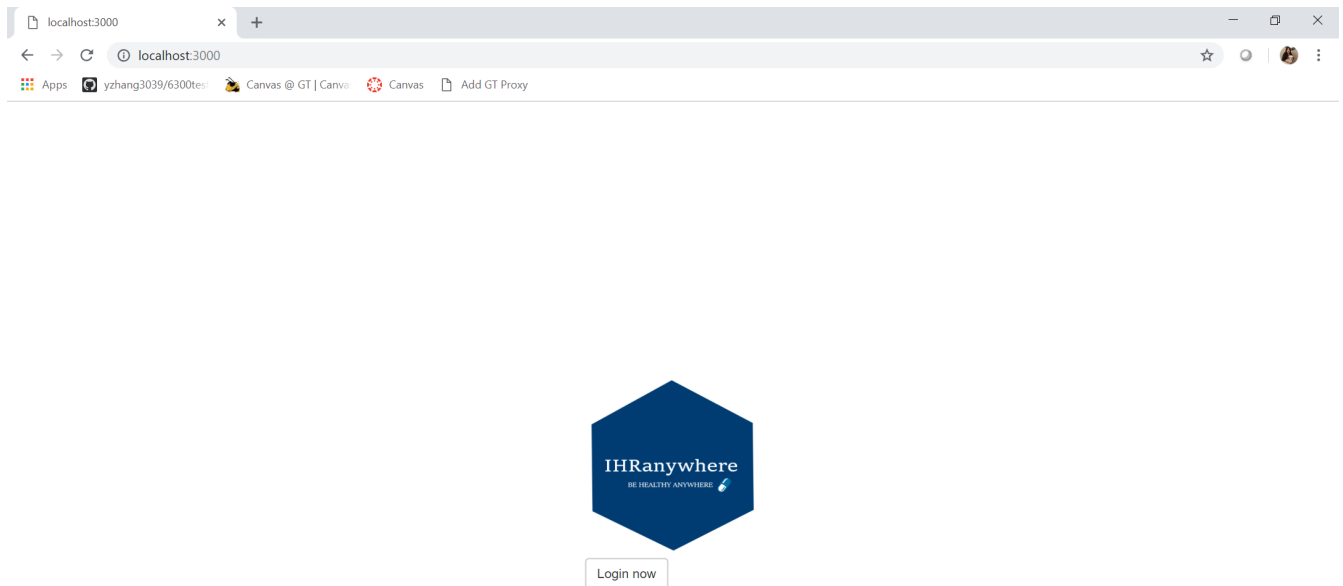 localhost:3000
localhost:3000
Apps yzhang3039/6300tes Canvas @ GT | Canva Canvas Add GT Proxy
IHRanywhere
BE HEALTHY ANYWHERE
Login now